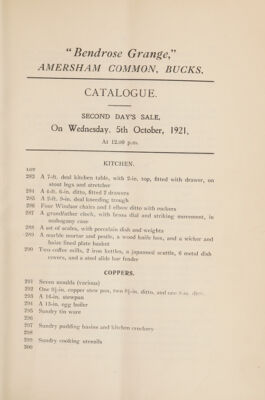 "Bendrose Grange,"
AMERSHAM COMMON, BUCKS.
CATALOGUE.
SECOND DAY'S SALE,
On Wednesday, 5th October, 1921,
At 12.00 p.m.
KITCHEN.
LOT
283 A 7-ft. deal kitchen table, with 2-in. top, fitted with drawer, on
stout legs and stretcher
284 A 4-ft. 6-in. ditto, fitted 2 drawers
285 A 2-ft. 9-in. deal kneeding trough
286 Four Windsor chairs and 1 elbow ditto with rockers
287 A grandfather clock, with brass dial and striking movement, in
mahogany case
288 A set of scales, with porcelain dish and weights
289 A marble mortar and pestle, a wood knife box, and a wicker and
baize lined plate basket
290 Two coffee mills, 2 iron kettles, a japanned scuttle, 6 metal dish
covers, and a steel slide bar fender
COPPERS.
291 Seven moulds (various)
292 One 9½-in. copper stew pan, two 8½-in. ditto, and one
293 A 16-in. stewpan
294 A 13-in. egg boiler
295 Sundry tin ware
296
297 Sundry pudding basins and kitchen crockery
298
299 Sundry cooking utensils
300